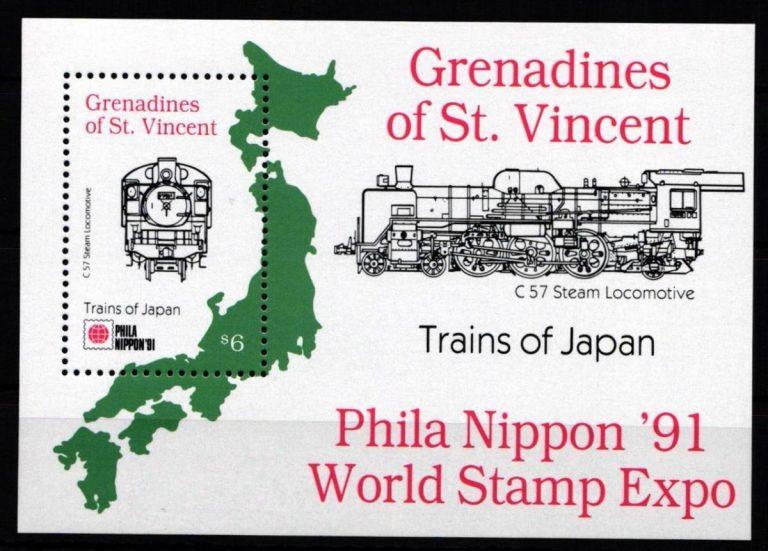 Grenadines
of St. Vincent
C 57 Steam Locomotive
Trains of Japan
PHILA
NIPPON'91
$6
Grenadines
of St. Vincent
C 57 Steam Locomotive
Trains of Japan
Phila Nippon '91
World Stamp Expo